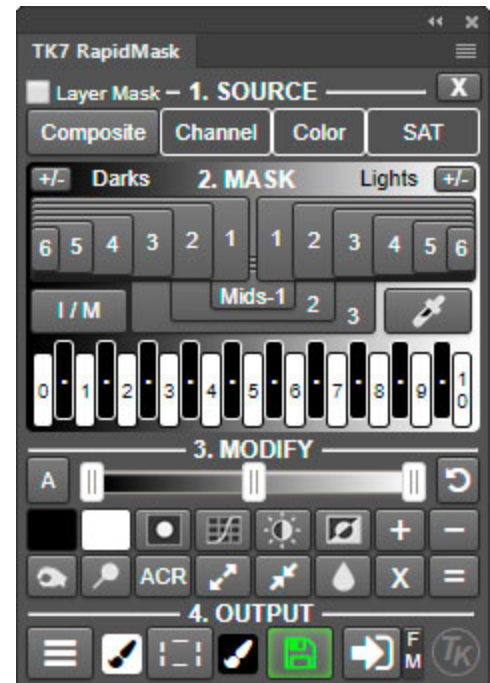 TK7 RapidMask
Layer Mask 1. SOURCE X
Composite Channel Color SAT
+/- Darks 2. MASK Lights +/-
6 5 4 3 2 1 1 2 3 4 5 6
I / M Mids-1 2 3
0 1 2 3 4 5 6 7 8 9 10
3. MODIFY
A
+ −
ACR X =
4. OUTPUT
F
M TK